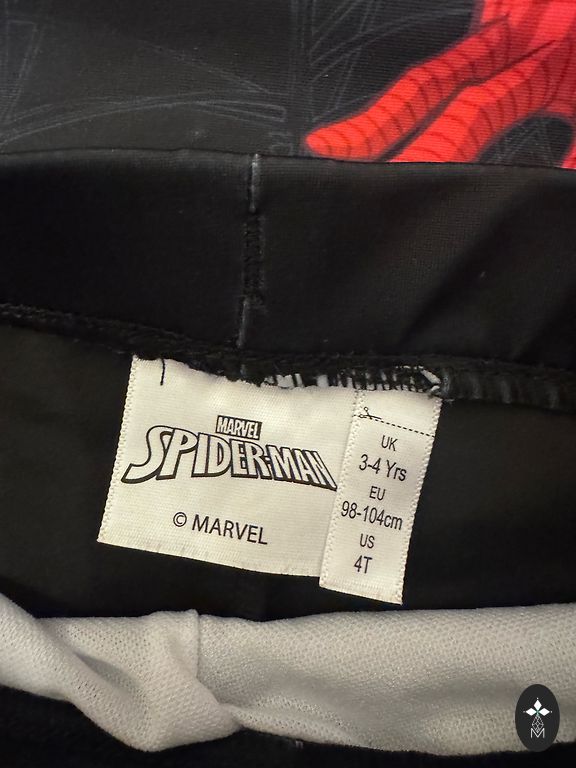 MARVEL
SPIDER-MAN
© MARVEL
UK
3-4 Yrs
EU
98-104cm
US
4T